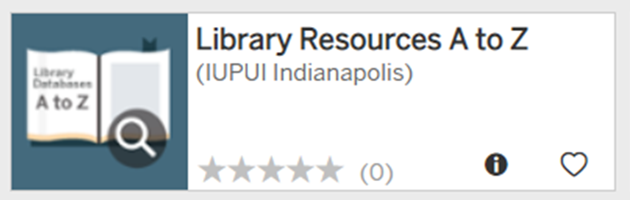 Library
Databases
A to Z
Library Resources A to Z
(IUPUI Indianapolis)
(0)